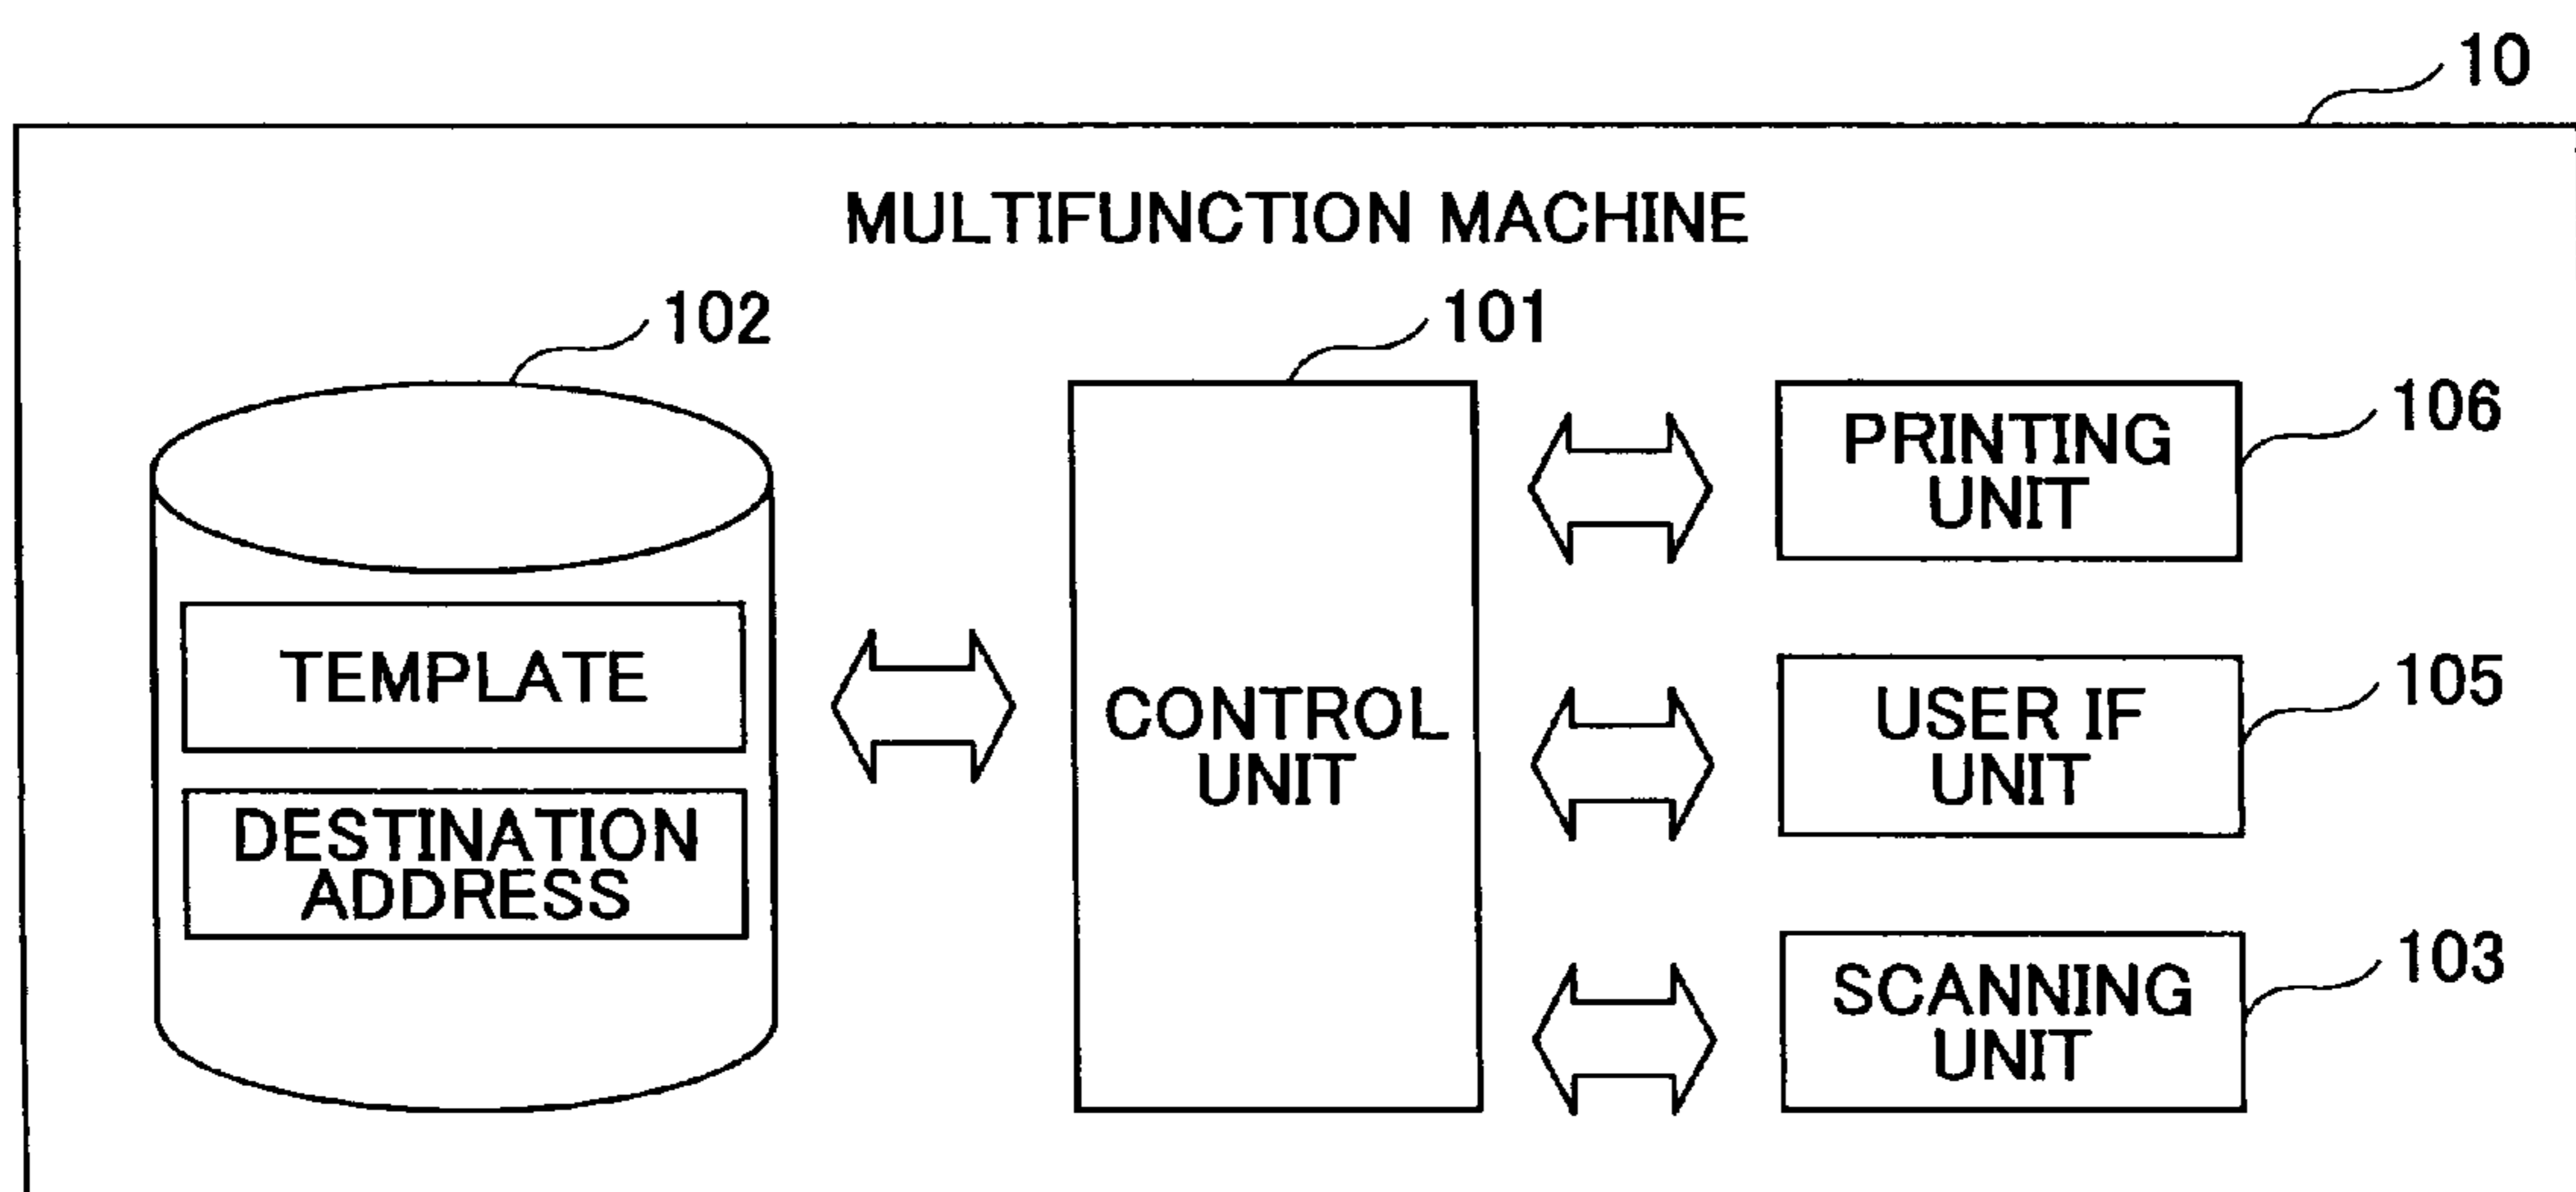 10
MULTIFUNCTION MACHINE
102
101
106
PRINTING
UNIT
TEMPLATE
105
CONTROL
UNIT
USER IF
UNIT
DESTINATION
ADDRESS
103
SCANNING
UNIT